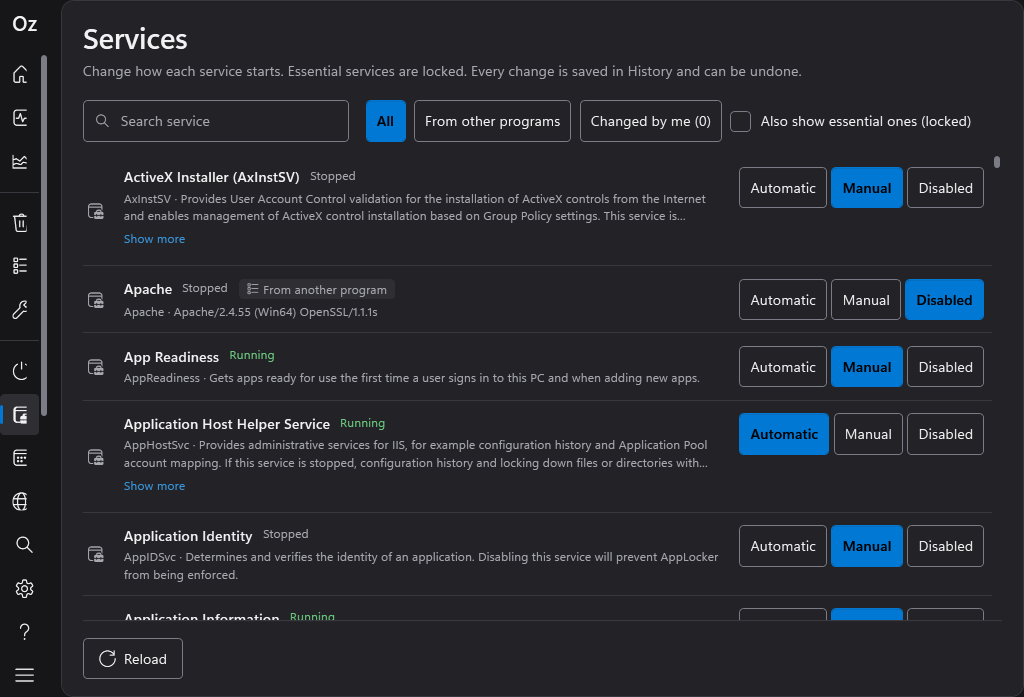 Oz
Services
Change how each service starts. Essential services are locked. Every change is saved in History and can be undone.
Search service
All
From other programs
Changed by me (0)
Also show essential ones (locked)
ActiveX Installer (AxInstSV) Stopped
AxInstSV · Provides User Account Control validation for the installation of ActiveX controls from the Internet
and enables management of ActiveX control installation based on Group Policy settings. This service is...
Show more
Automatic Manual Disabled
Apache Stopped From another program
Apache · Apache/2.4.55 (Win64) OpenSSL/1.1.1s
Automatic Manual Disabled
App Readiness Running
AppReadiness · Gets apps ready for use the first time a user signs in to this PC and when adding new apps.
Automatic Manual Disabled
Application Host Helper Service Running
AppHostSvc · Provides administrative services for IIS, for example configuration history and Application Pool
account mapping. If this service is stopped, configuration history and locking down files or directories with...
Show more
Automatic Manual Disabled
Application Identity Stopped
AppIDSvc · Determines and verifies the identity of an application. Disabling this service will prevent AppLocker
from being enforced.
Automatic Manual Disabled
Application Information Running
Reload